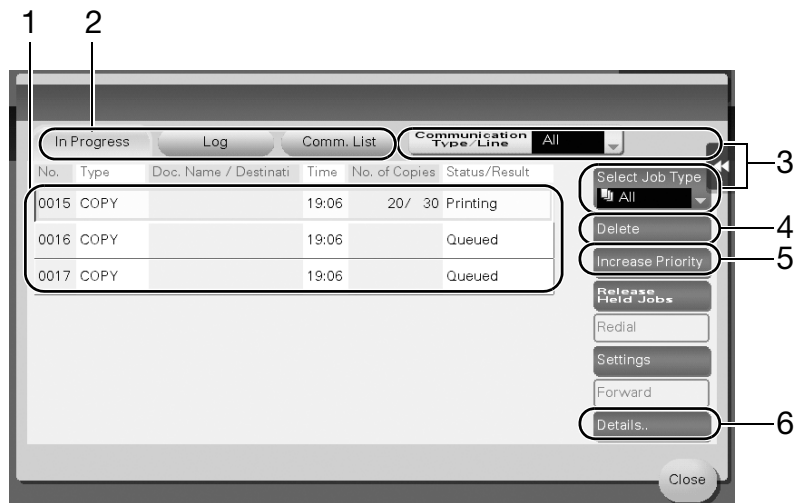 1 2
In Progress Log Comm. List Communication Type/Line All
No. Type Doc. Name / Destinati Time No. of Copies Status/Result
0015 COPY 19:06 20/ 30 Printing
0016 COPY 19:06 Queued
0017 COPY 19:06 Queued
Select Job Type
All
3
Delete
4
Increase Priority
5
Release
Held Jobs
Redial
Settings
Forward
Details..
6
Close